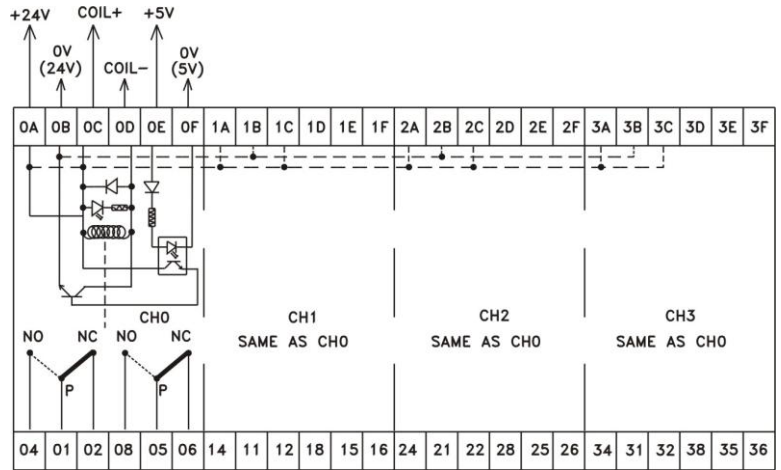 +24V COIL+ +5V
0V (24V) COIL- 0V (5V)
0A 0B 0C 0D 0E 0F 1A 1B 1C 1D 1E 1F 2A 2B 2C 2D 2E 2F 3A 3B 3C 3D 3E 3F
CH0 CH1 CH2 CH3
SAME AS CH0 SAME AS CH0 SAME AS CH0
NO NC NO NC
P P
04 01 02 08 05 06 14 11 12 18 15 16 24 21 22 28 25 26 34 31 32 38 35 36